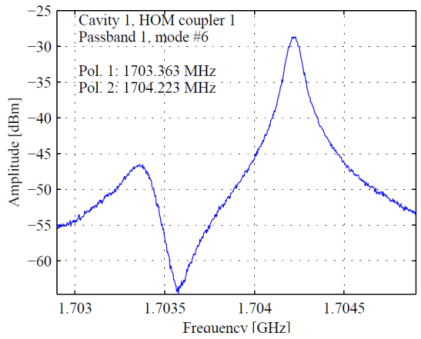 Cavity 1, HOM coupler 1
Passband 1, mode #6
Pol. 1: 1703.363 MHz
Pol. 2: 1704.223 MHz
Amplitude [dBm]
−25
−30
−35
−40
−45
−50
−55
−60
1.703
1.7035
1.704
1.7045
Frequency [GHz]